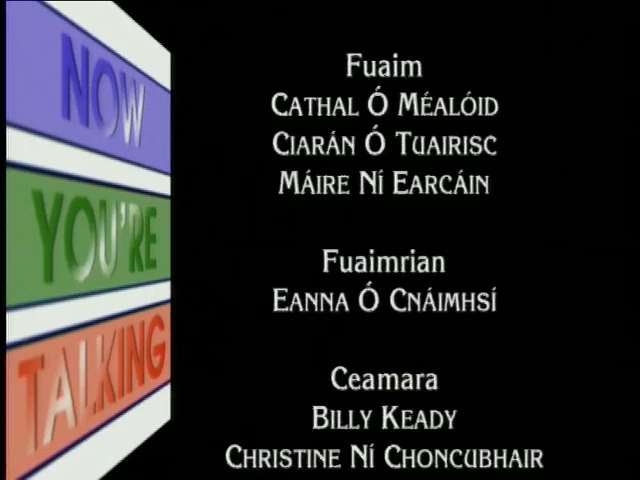 NOW
YOU'RE
TALKING
Fuaim
CATHAL Ó MÉALÓID
CIARÁN Ó TUAIRISC
MÁIRE NÍ EARCÁIN
Fuaimrian
EANNA Ó CNÁIMHSÍ
Ceamara
BILLY KEADY
CHRISTINE NÍ CHONCUBHAIR